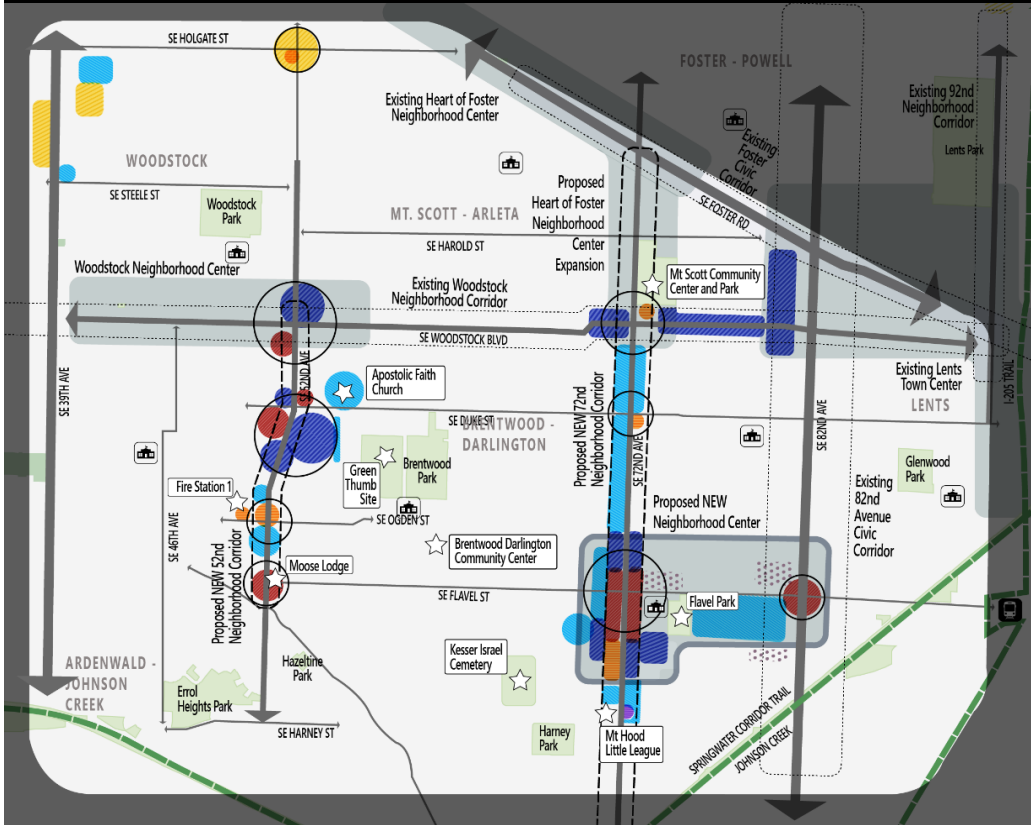 SE HOLGATE ST
FOSTER - POWELL
Existing Heart of Foster
Neighborhood Center
Existing 92nd
Neighborhood
Corridor
Lents Park
Existing
Foster
Civic
Corridor
WOODSTOCK
SE STEELE ST
Woodstock
Park
MT. SCOTT - ARLETA
Proposed
Heart of Foster
Neighborhood
Center
Expansion
SE FOSTER RD
SE HAROLD ST
Woodstock Neighborhood Center
Existing Woodstock
Neighborhood Corridor
Mt Scott Community
Center and Park
SE WOODSTOCK BLVD
SE 39TH AVE
SE 52ND AVE
Apostolic Faith
Church
Existing Lents
Town Center
LENTS
I-205 TRAIL
SE DUKE ST
BRENTWOOD -
DARLINGTON
Proposed NEW 72nd
Neighborhood Corridor
SE 72ND AVE
SE 82ND AVE
Green
Thumb
Site
Brentwood
Park
Glenwood
Park
Fire Station 1
SE OGDEN ST
Proposed NEW
Neighborhood Center
Existing
82nd
Avenue
Civic
Corridor
SE 46TH AVE
Proposed NEW 52nd
Neighborhood Corridor
Moose Lodge
Brentwood Darlington
Community Center
SE FLAVEL ST
Flavel Park
Kesser Israel
Cemetery
ARDENWALD -
JOHNSON
CREEK
Hazeltine
Park
Errol
Heights Park
SE HARNEY ST
Harney
Park
Mt Hood
Little League
SPRINGWATER CORRIDOR TRAIL
JOHNSON CREEK